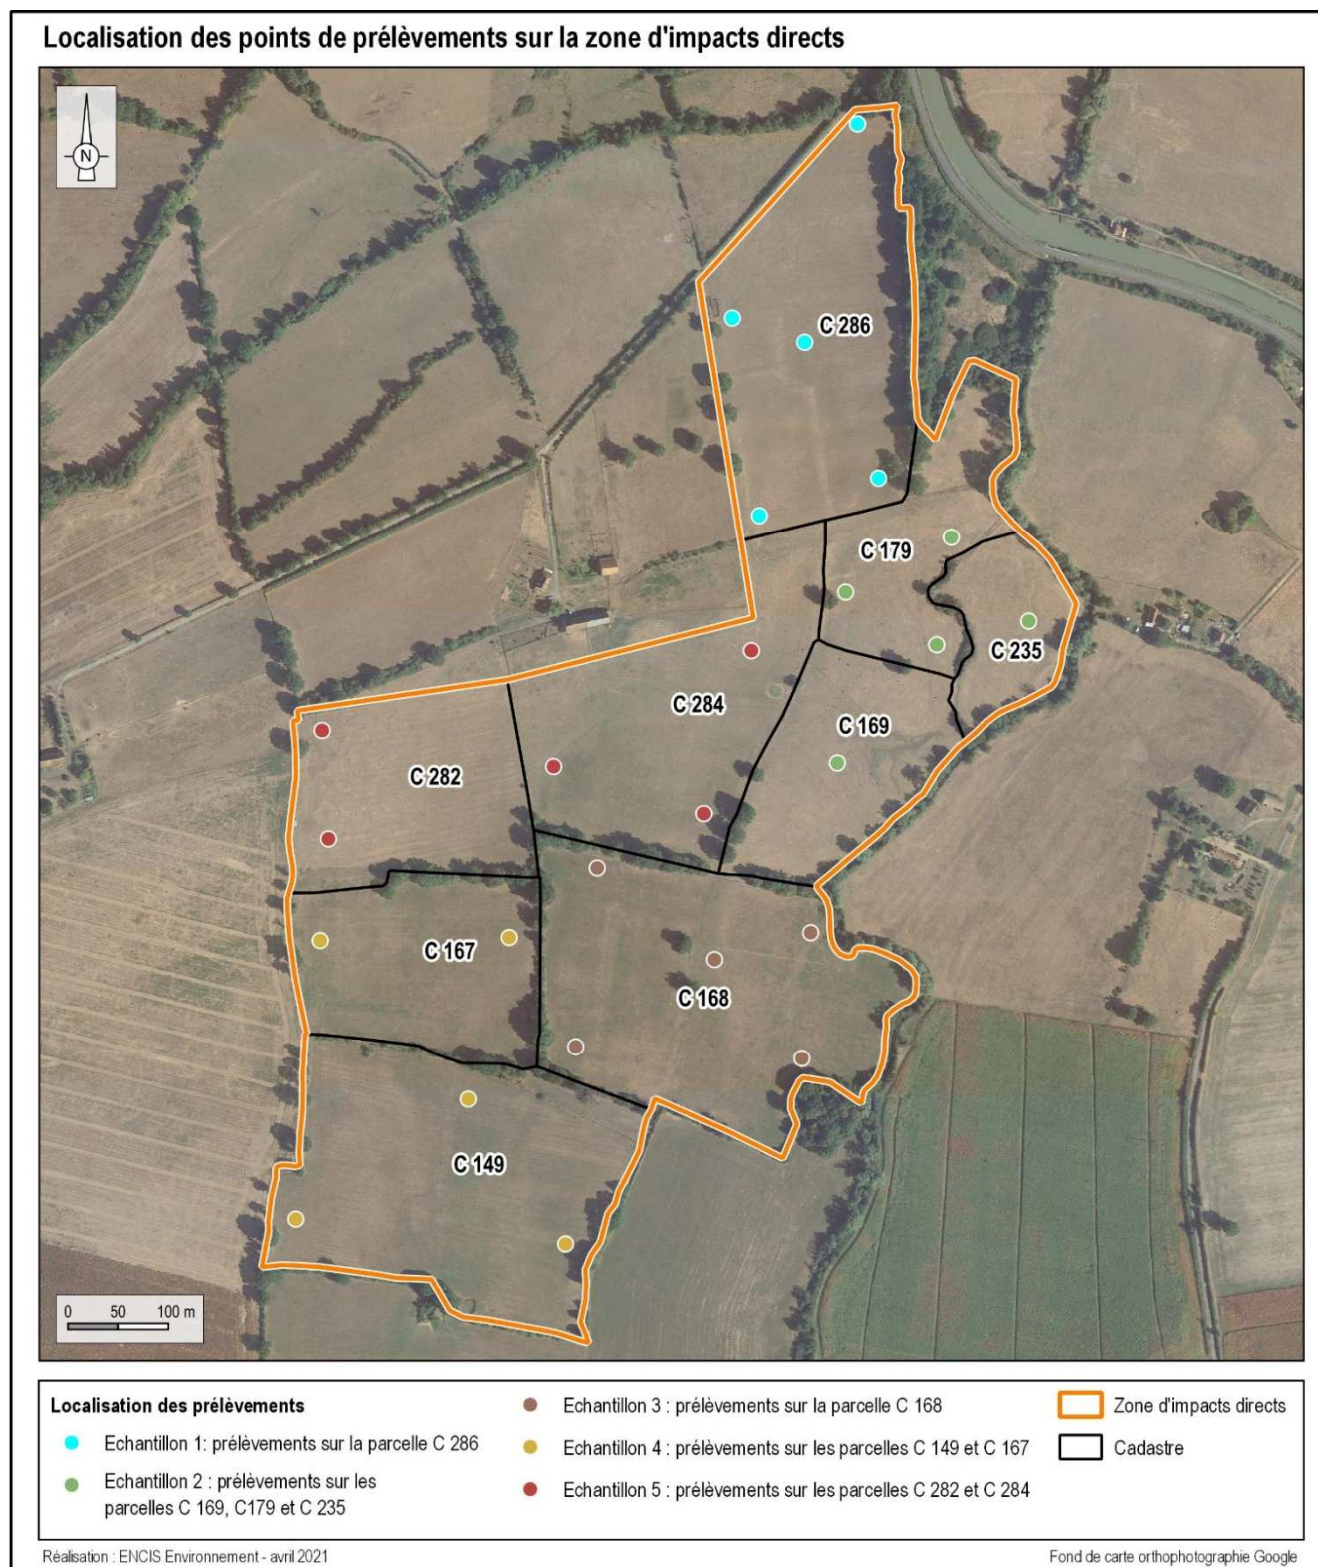 Localisation des points de prélèvements sur la zone d'impacts directs
N
C 286
C 179
C 235
C 284
C 169
C 282
C 167
C 168
C 149
0 50 100 m
Localisation des prélèvements
Echantillon 1: prélèvements sur la parcelle C 286
Echantillon 2 : prélèvements sur les
parcelles C 169, C179 et C 235
Echantillon 3 : prélèvements sur la parcelle C 168
Echantillon 4 : prélèvements sur les parcelles C 149 et C 167
Echantillon 5 : prélèvements sur les parcelles C 282 et C 284
Zone d'impacts directs
Cadastre
Réalisation : ENCIS Environnement - avril 2021
Fond de carte orthophotographie Google